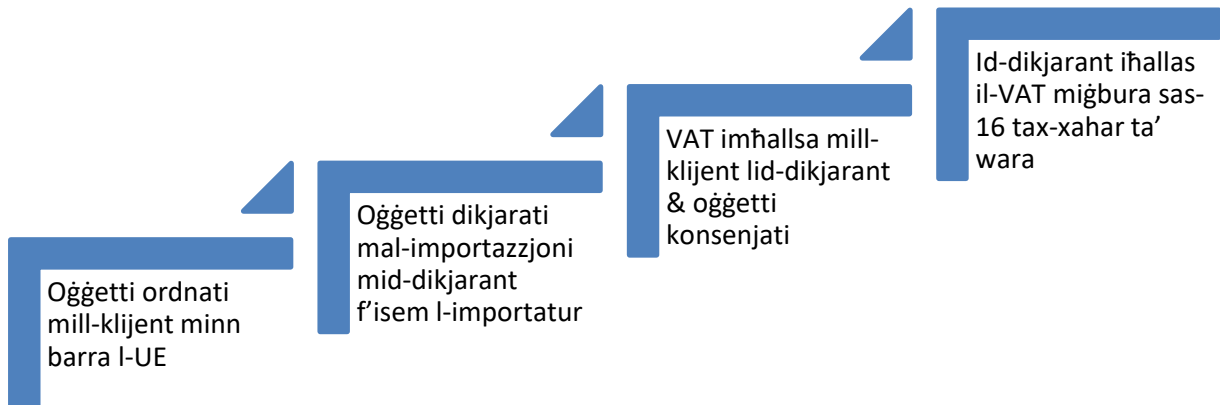 Oġġetti ordnati
mill-klijent minn
barra l-UE
Oġġetti dikjarati
mal-importazzjoni
mid-dikjarant
f'isem l-importatur
VAT imħallsa mill-
klijent lid-dikjarant
& oġġetti
konsenjati
Id-dikjarant iħallas
il-VAT miġbura sas-
16 tax-xahar ta'
wara